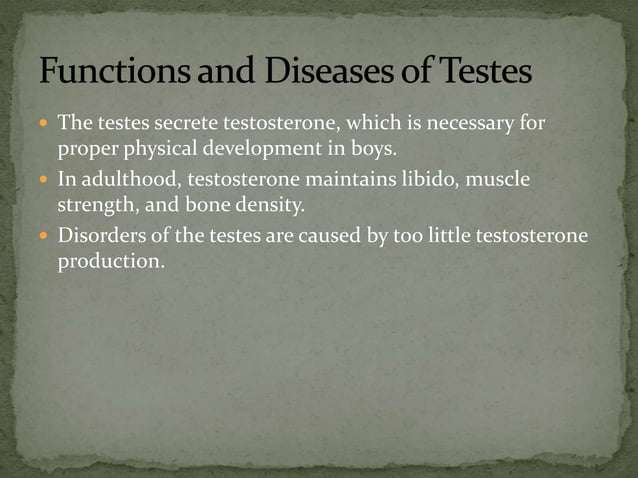 Functions and Diseases of Testes
• The testes secrete testosterone, which is necessary for
proper physical development in boys.
• In adulthood, testosterone maintains libido, muscle
strength, and bone density.
• Disorders of the testes are caused by too little testosterone
production.